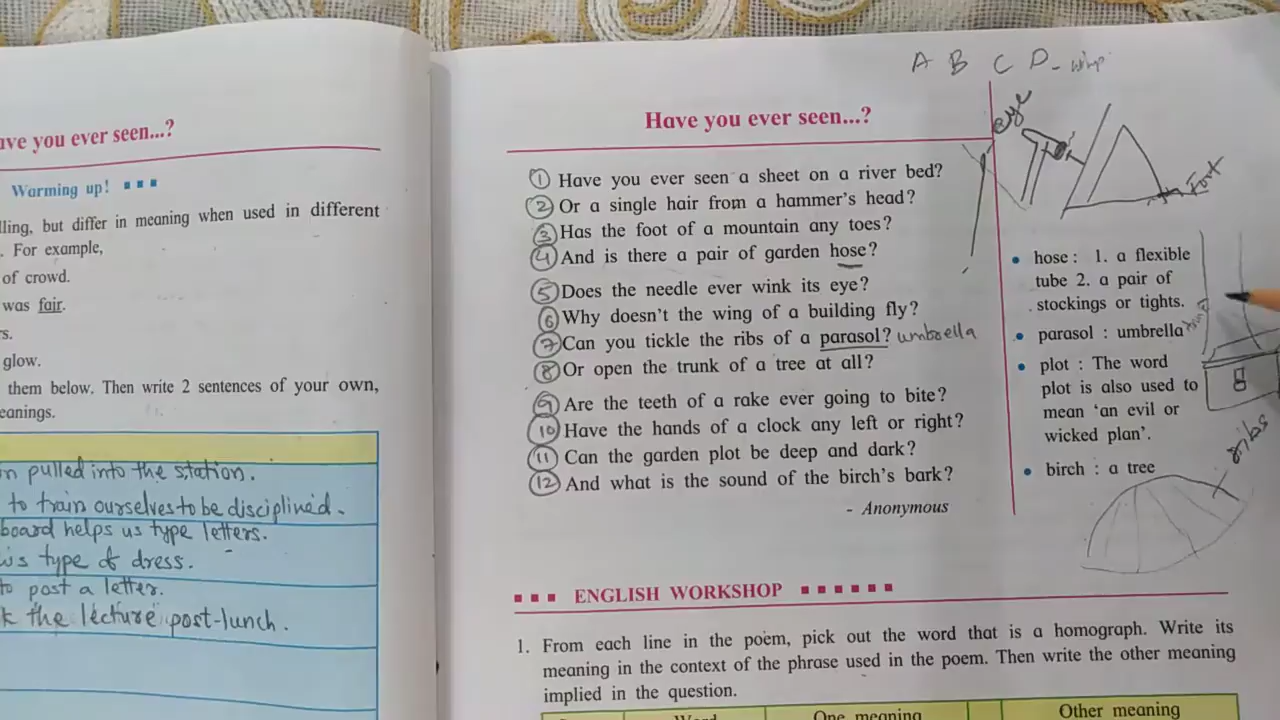 ave you ever seen...?
Warming up!
lling, but differ in meaning when used in different
. For example,
of crowd.
was fair.
rs.
glow.
them below. Then write 2 sentences of your own,
eanings.
n pulled into the station.
to train ourselves to be disciplined.
board helps us type letters.
is type of dress.
to post a letter.
k the lecture post-lunch.
A B C D-
Have you ever seen...?
1 Have you ever seen a sheet on a river bed?
2 Or a single hair from a hammer's head?
3 Has the foot of a mountain any toes?
4 And is there a pair of garden hose?
5 Does the needle ever wink its eye?
6 Why doesn't the wing of a building fly?
7 Can you tickle the ribs of a parasol? umbrella
8 Or open the trunk of a tree at all?
9 Are the teeth of a rake ever going to bite?
10 Have the hands of a clock any left or right?
11 Can the garden plot be deep and dark?
12 And what is the sound of the birch's bark?
- Anonymous
eye
Foot
• hose : 1. a flexible
tube 2. a pair of
stockings or tights.
• parasol : umbrella
• plot : The word
plot is also used to
mean 'an evil or
wicked plan'.
• birch : a tree
ribs
ENGLISH WORKSHOP
1. From each line in the poem, pick out the word that is a homograph. Write its
meaning in the context of the phrase used in the poem. Then write the other meaning
implied in the question.
Word One meaning Other meaning